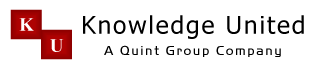 K
U
Knowledge United
A Quint Group Company